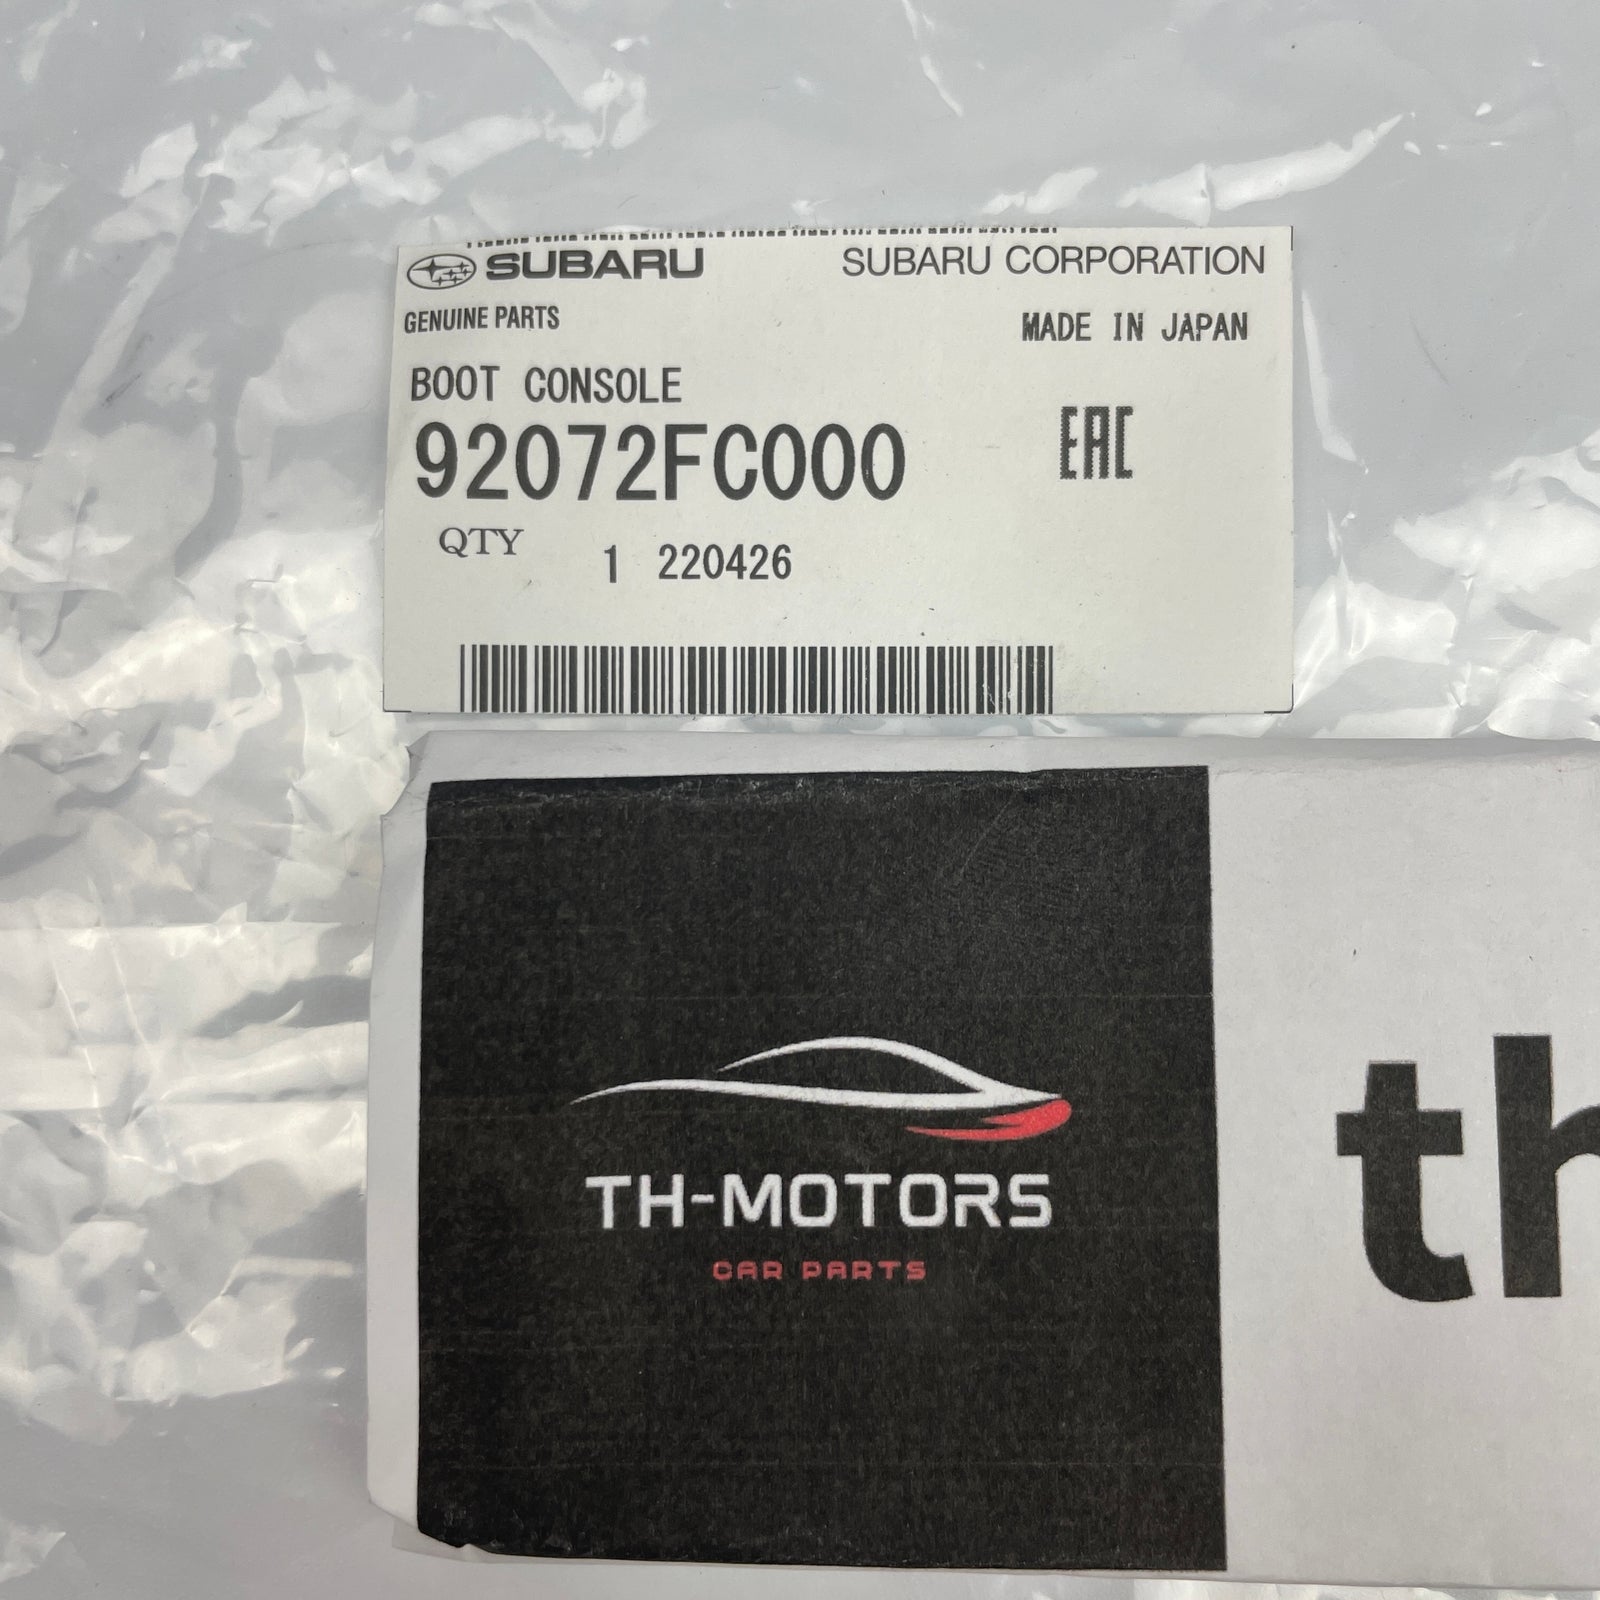 SUBARU SUBARU CORPORATION
GENUINE PARTS MADE IN JAPAN
BOOT CONSOLE
92072FC000 EAC
QTY 1 220426
TH-MOTORS
CAR PARTS
th